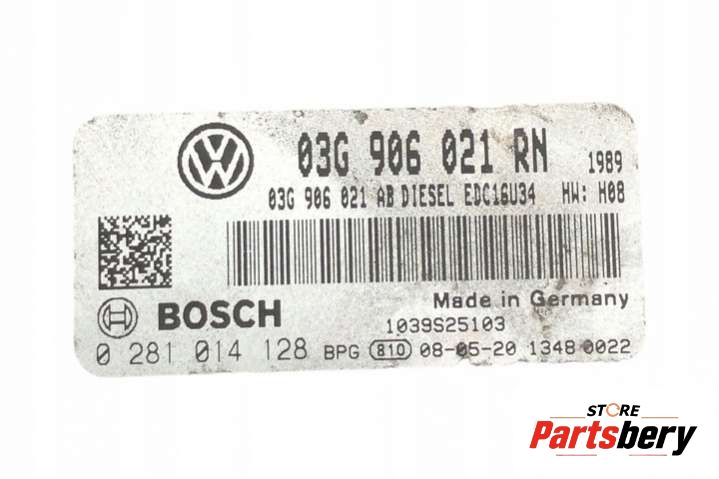 03G 906 021 RN 1989
03G 906 021 AB DIESEL EDC16U34 HW: H08
Made in Germany
BOSCH 1039S25103
0 281 014 128 BPG 810 08-05-20 1348 0022
STORE
Partsbery